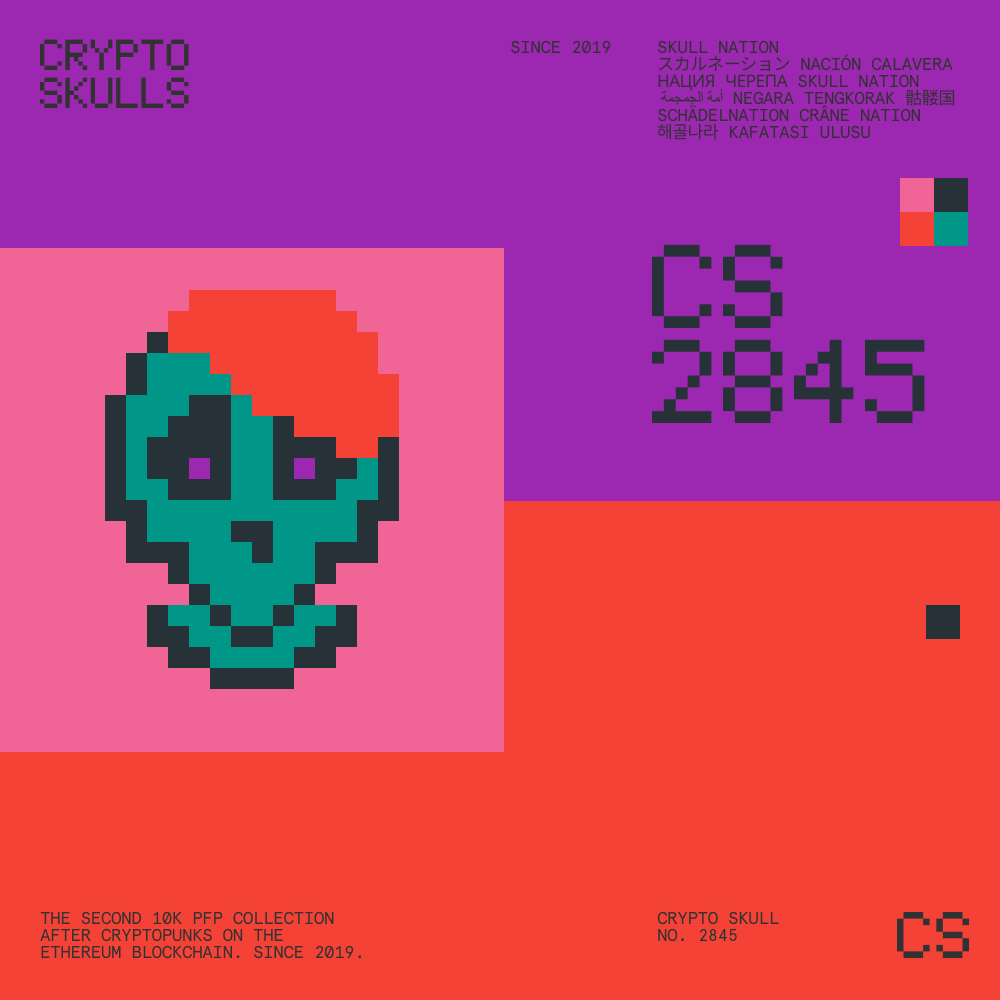 CRYPTO
SKULLS
SINCE 2019
SKULL NATION
スカルネーション NACIÓN CALAVERA
НАЦИЯ ЧЕРЕПА SKULL NATION
أمة الجمجمة NEGARA TENGKORAK 骷髅国
SCHÄDELNATION CRÂNE NATION
해골나라 KAFATASI ULUSU
CS
2845
THE SECOND 10K PFP COLLECTION
AFTER CRYPTOPUNKS ON THE
ETHEREUM BLOCKCHAIN. SINCE 2019.
CRYPTO SKULL
NO. 2845
CS